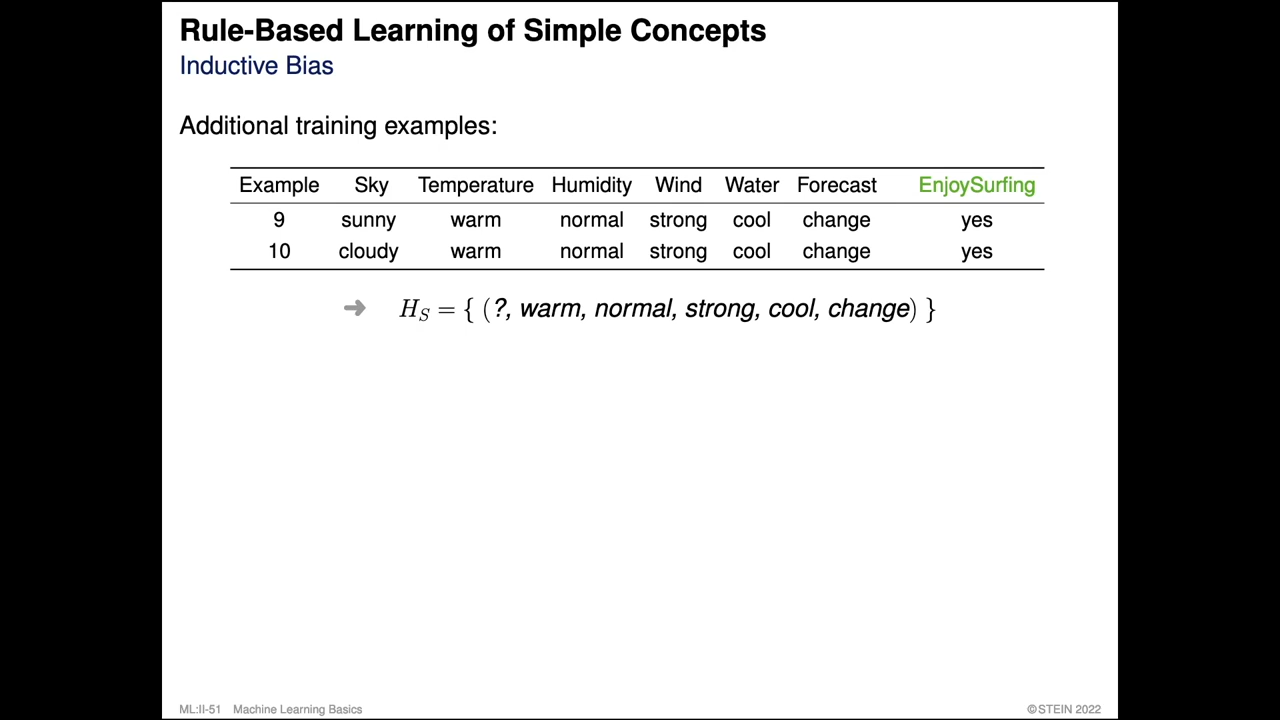 Rule-Based Learning of Simple Concepts
Inductive Bias
Additional training examples:
Example Sky Temperature Humidity Wind Water Forecast EnjoySurfing
9 sunny warm normal strong cool change yes
10 cloudy warm normal strong cool change yes
➜ H_S = { (?, warm, normal, strong, cool, change) }
ML:II-51 Machine Learning Basics ©STEIN 2022